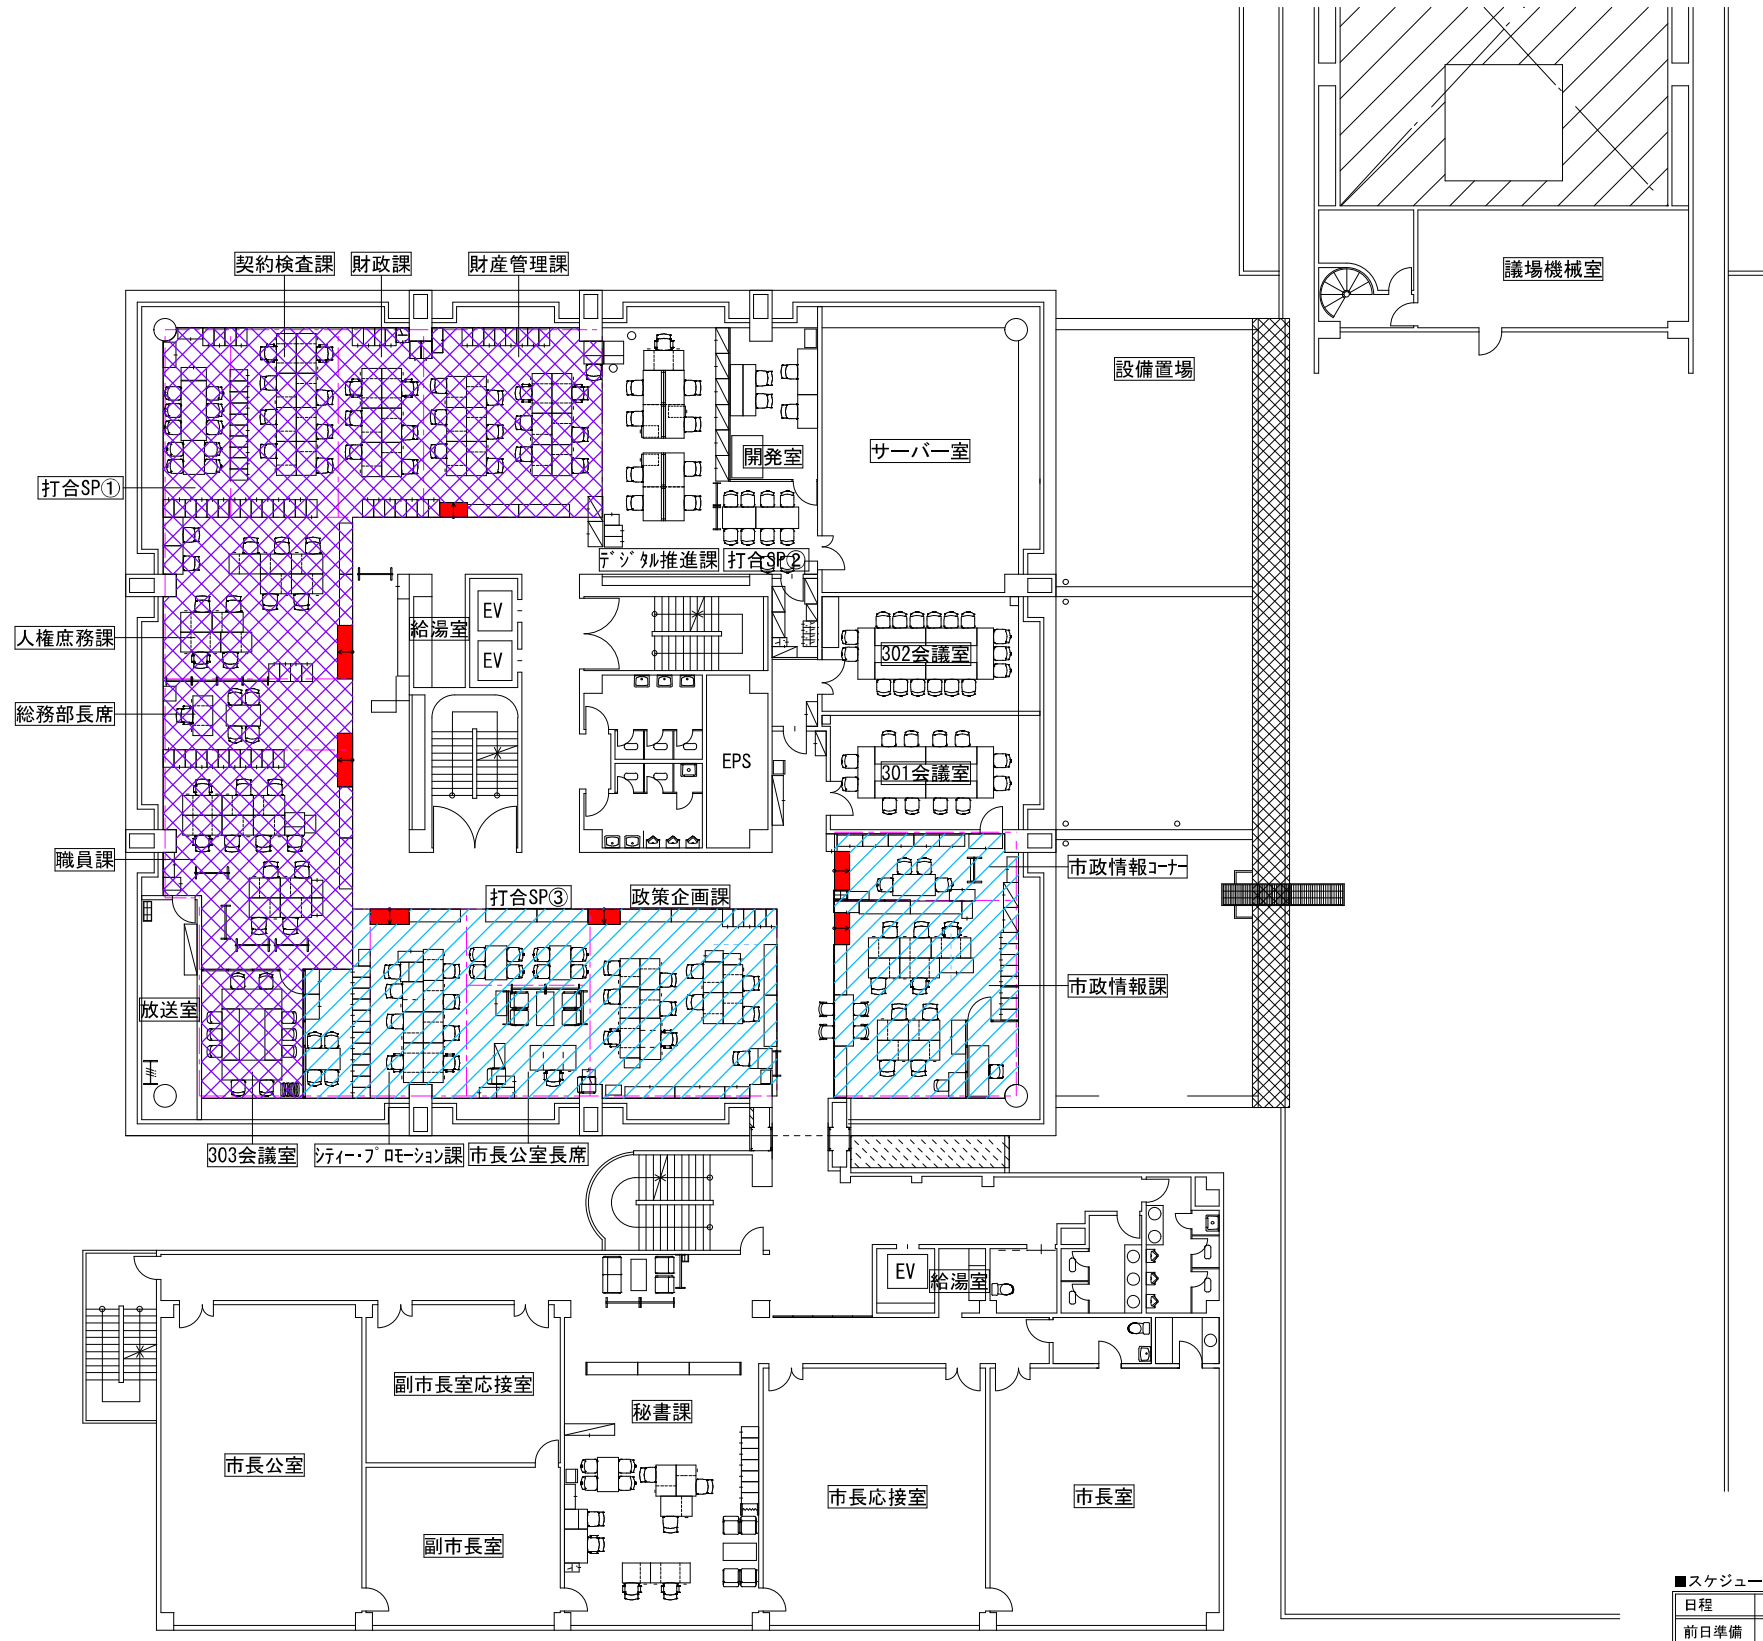 議場機械室
契約検査課
財政課
財産管理課
設備置場
開発室
サーバー室
打合SP①
デジタル推進課
打合SP②
EV
給湯室
人権庶務課
302会議室
EV
総務部長席
EPS
301会議室
職員課
市政情報コーナー
打合SP③
政策企画課
市政情報課
放送室
303会議室
シティー・プロモーション課
市長公室長席
EV
給湯室
副市長室応接室
秘書課
市長公室
市長応接室
市長室
副市長室
■スケジュー
日程
前日準備